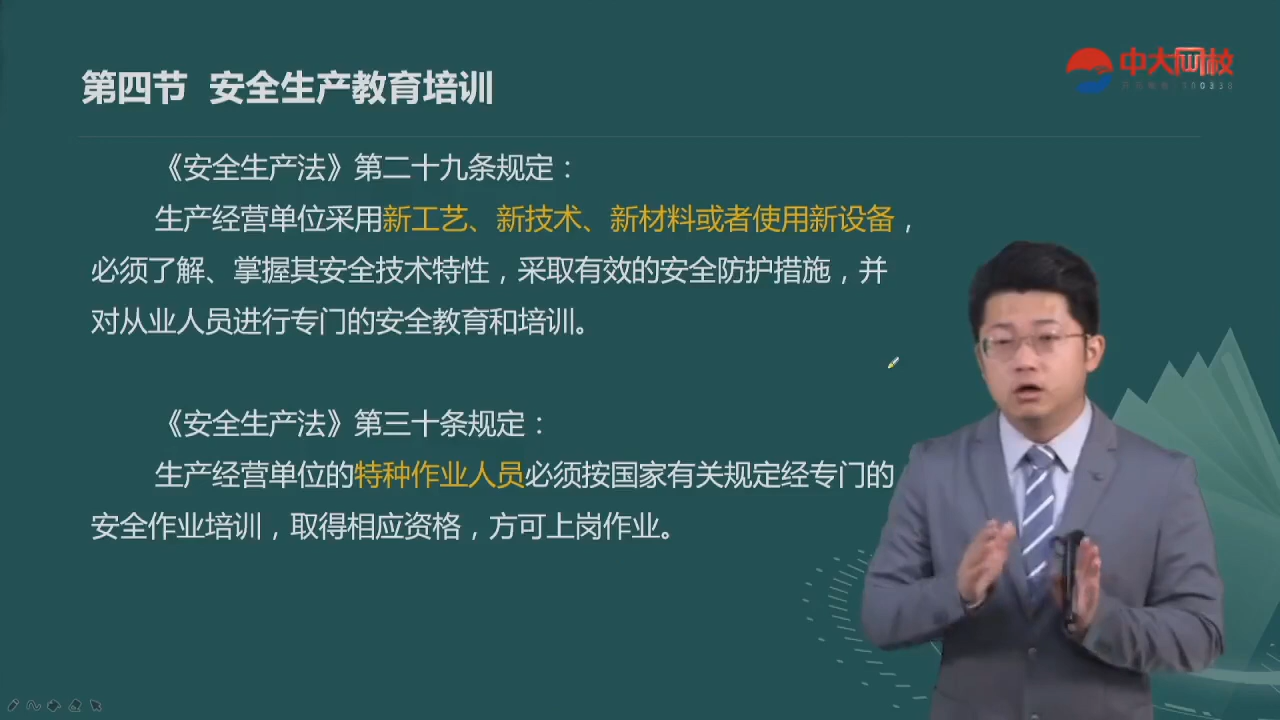 第四节 安全生产教育培训
中大网校
《安全生产法》第二十九条规定：
生产经营单位采用新工艺、新技术、新材料或者使用新设备，
必须了解、掌握其安全技术特性，采取有效的安全防护措施，并
对从业人员进行专门的安全教育和培训。
《安全生产法》第三十条规定：
生产经营单位的特种作业人员必须按国家有关规定经专门的
安全作业培训，取得相应资格，方可上岗作业。